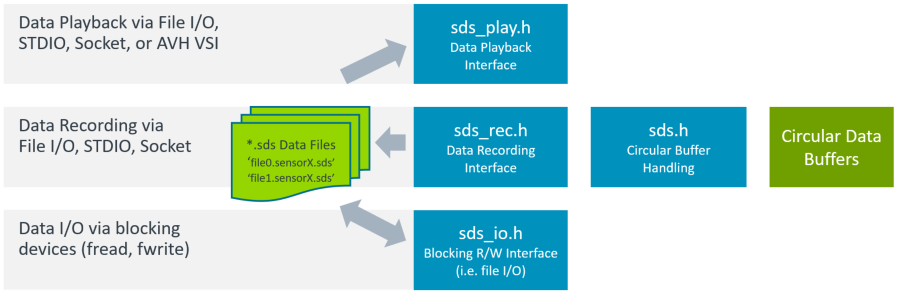 Data Playback via File I/O,
STDIO, Socket, or AVH VSI
sds_play.h
Data Playback
Interface
Data Recording via
File I/O, STDIO, Socket
*.sds Data Files
‘file0.sensorX.sds’
‘file1.sensorX.sds’
sds_rec.h
Data Recording
Interface
sds.h
Circular Buffer
Handling
Circular Data
Buffers
Data I/O via blocking
devices (fread, fwrite)
sds_io.h
Blocking R/W Interface
(i.e. file I/O)